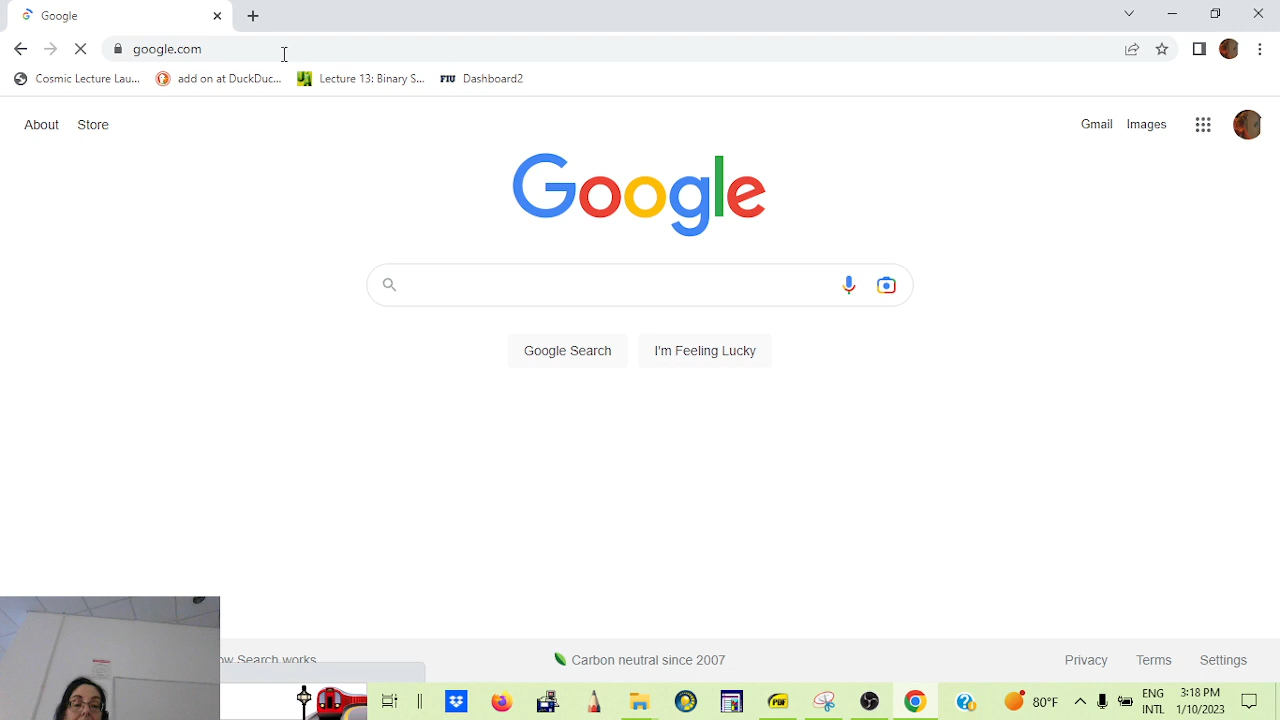 Google
google.com
Cosmic Lecture Lau...
add on at DuckDuc...
Lecture 13: Binary S...
FIU Dashboard2
About Store
Gmail Images
Google
Google Search
I'm Feeling Lucky
ow Search works
Carbon neutral since 2007
Privacy Terms Settings
PDF
80°F
ENG
INTL
3:18 PM
1/10/2023